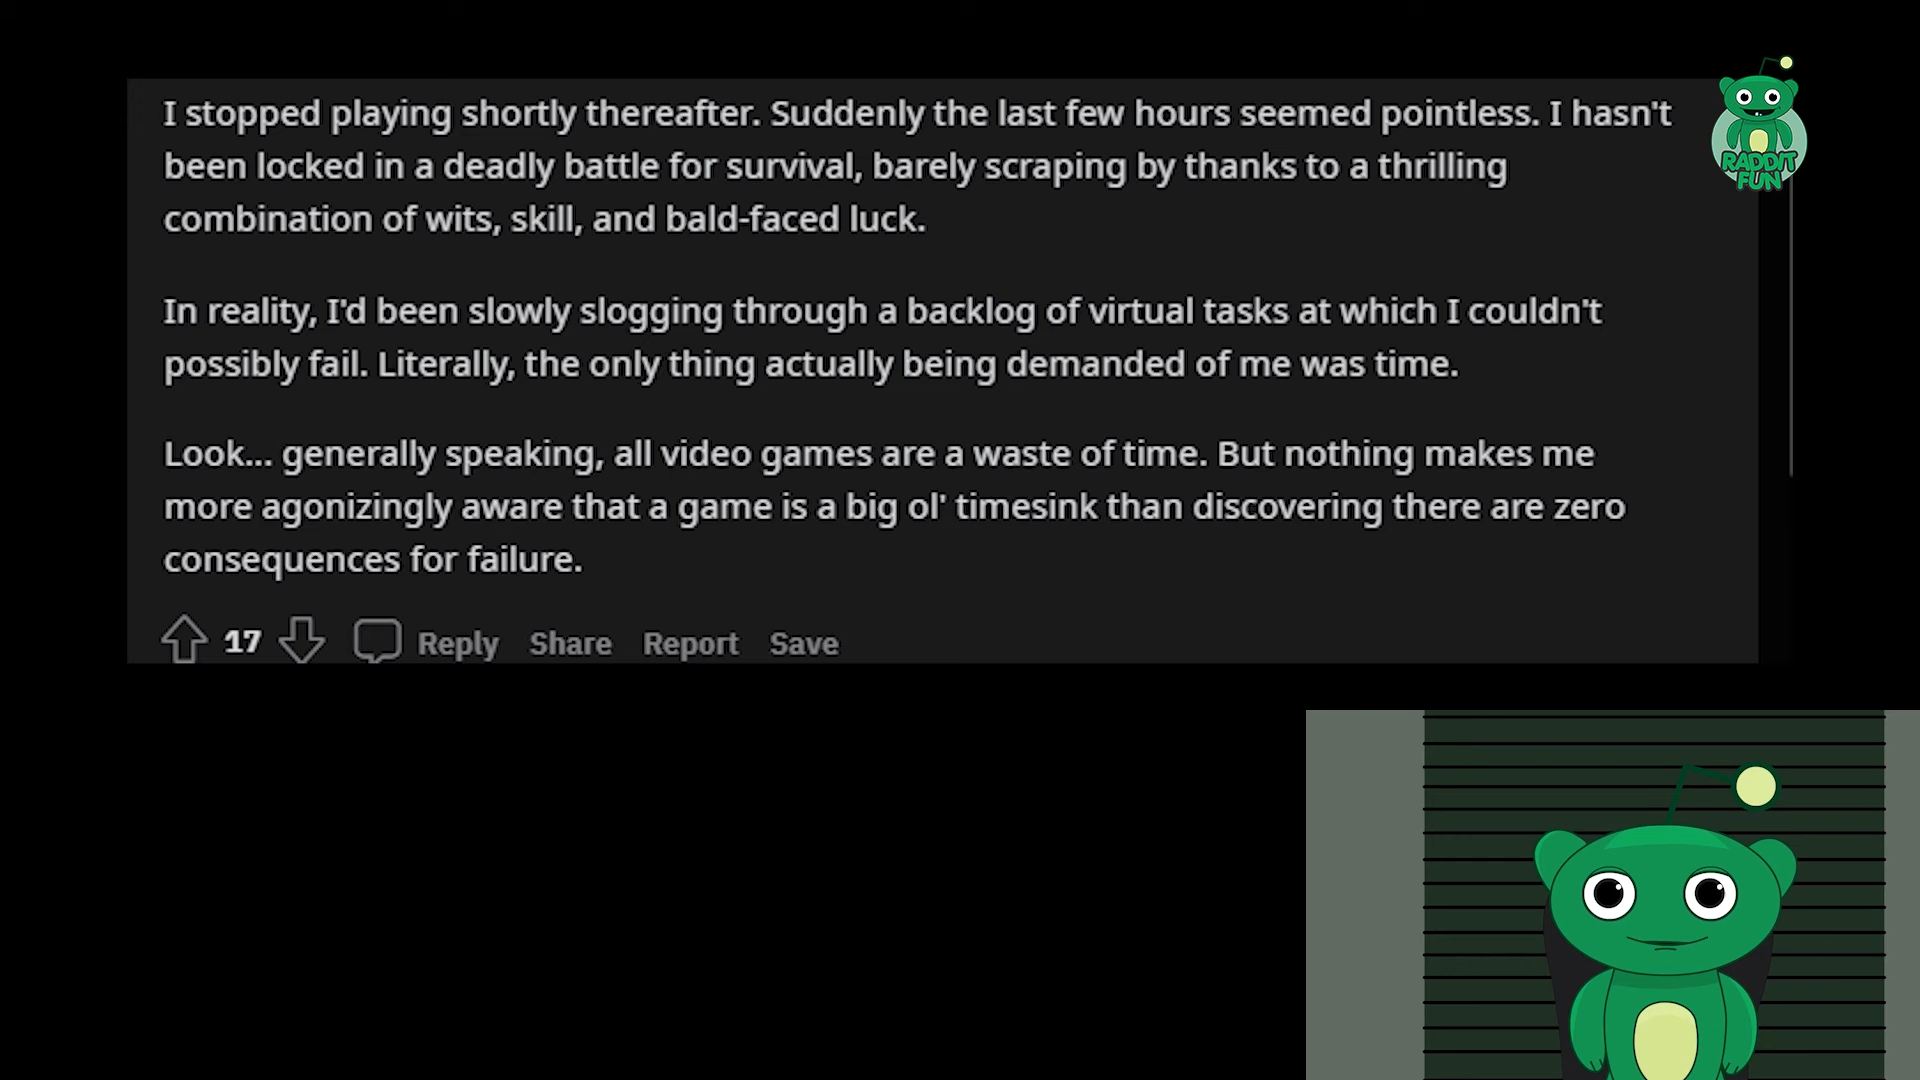 I stopped playing shortly thereafter. Suddenly the last few hours seemed pointless. I hasn't
been locked in a deadly battle for survival, barely scraping by thanks to a thrilling
combination of wits, skill, and bald-faced luck.
In reality, I'd been slowly slogging through a backlog of virtual tasks at which I couldn't
possibly fail. Literally, the only thing actually being demanded of me was time.
Look... generally speaking, all video games are a waste of time. But nothing makes me
more agonizingly aware that a game is a big ol' timesink than discovering there are zero
consequences for failure.
17 Reply Share Report Save
RADDIT
FUN